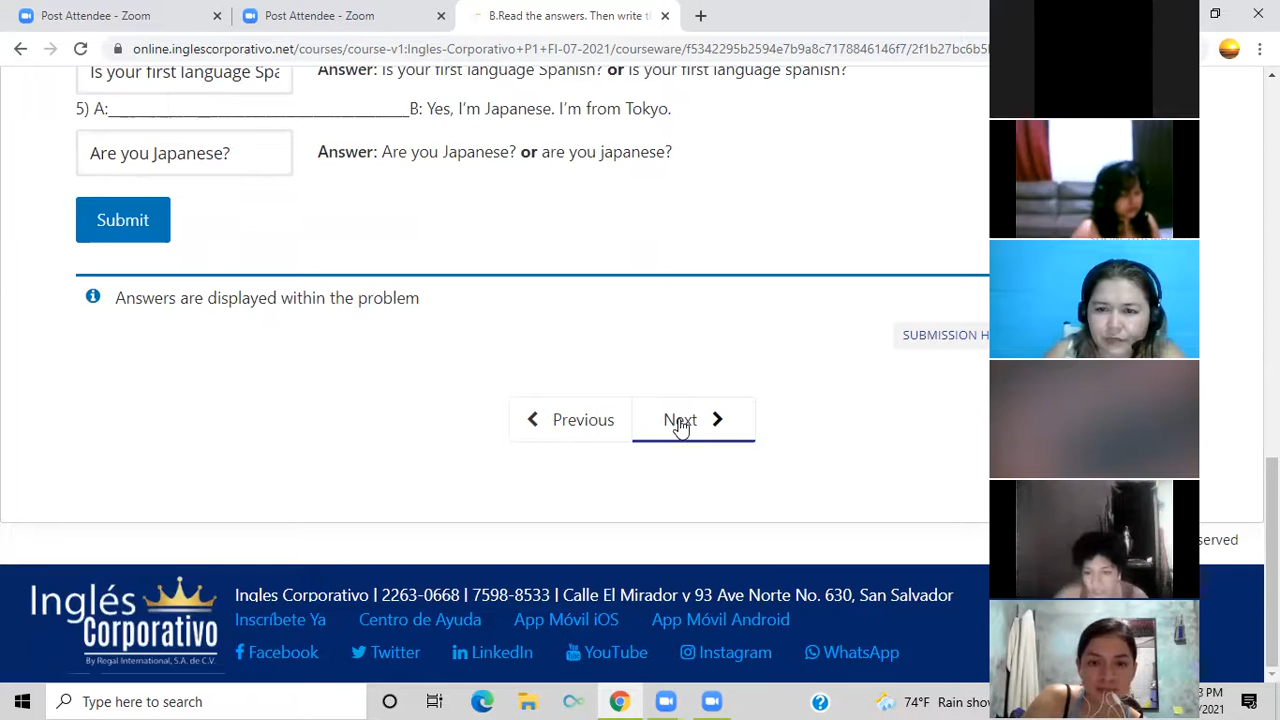 Post Attendee - Zoom
Post Attendee - Zoom
B.Read the answers. Then write t
online.inglescorporativo.net/courses/course-v1:Ingles-Corporativo+P1+FI-07-2021/courseware/f5342295b2594e7b9a8c7178846146f7/2f1b27bc6b5
Is your first language Spa
Answer: Is your first language Spanish? or is your first language spanish?
5) A:________________________________________B: Yes, I'm Japanese. I'm from Tokyo.
Are you Japanese?
Answer: Are you Japanese? or are you japanese?
Submit
Answers are displayed within the problem
SUBMISSION H
Previous
Next
served
Inglés Corporativo
By Regal International, S.A. de C.V.
Ingles Corporativo | 2263-0668 | 7598-8533 | Calle El Mirador y 93 Ave Norte No. 630, San Salvador
Inscríbete Ya Centro de Ayuda App Móvil iOS App Móvil Android
Facebook Twitter LinkedIn YouTube Instagram WhatsApp
Type here to search
74°F Rain sho
3 PM
/2021